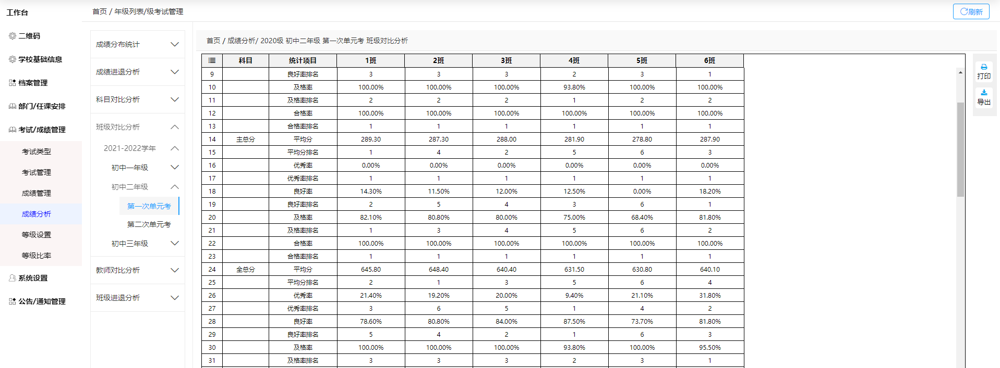 工作台
首页 / 年级列表/级考试管理
刷新
二维码
学校基础信息
档案管理
部门/任课安排
考试/成绩管理
考试类型
考试管理
成绩管理
成绩分析
等级设置
等级比率
系统设置
公告/通知管理
成绩分布统计
成绩进退分析
科目对比分析
班级对比分析
2021-2022学年
初中一年级
初中二年级
第一次单元考
第二次单元考
初中三年级
教师对比分析
班级进退分析
首页 / 成绩分析/ 2020级 初中二年级 第一次单元考 班级对比分析
科目 统计项目 1班 2班 3班 4班 5班 6班
9 良好率排名 3 3 3 2 3 1
10 及格率 100.00% 100.00% 100.00% 93.80% 100.00% 100.00%
11 及格率排名 2 2 2 1 2 2
12 合格率 100.00% 100.00% 100.00% 100.00% 100.00% 100.00%
13 合格率排名 1 1 1 1 1 1
14 主总分 平均分 289.30 287.30 288.00 281.90 278.80 287.90
15 平均分排名 1 4 2 5 6 3
16 优秀率 0.00% 0.00% 0.00% 0.00% 0.00% 0.00%
17 优秀率排名 1 1 1 1 1 1
18 良好率 14.30% 11.50% 12.00% 12.50% 0.00% 18.20%
19 良好率排名 2 5 4 3 6 1
20 及格率 82.10% 80.80% 80.00% 75.00% 68.40% 81.80%
21 及格率排名 1 3 4 5 6 2
22 合格率 100.00% 100.00% 100.00% 100.00% 100.00% 100.00%
23 合格率排名 1 1 1 1 1 1
24 全总分 平均分 645.80 648.40 640.40 631.50 630.80 640.10
25 平均分排名 2 1 3 5 6 4
26 优秀率 21.40% 19.20% 20.00% 9.40% 21.10% 31.80%
27 优秀率排名 3 6 5 1 4 2
28 良好率 78.60% 80.80% 84.00% 87.50% 73.70% 81.80%
29 良好率排名 5 4 2 1 6 3
30 及格率 100.00% 100.00% 100.00% 93.80% 100.00% 95.50%
31 及格率排名 3 3 3 2 3 1
打印
导出